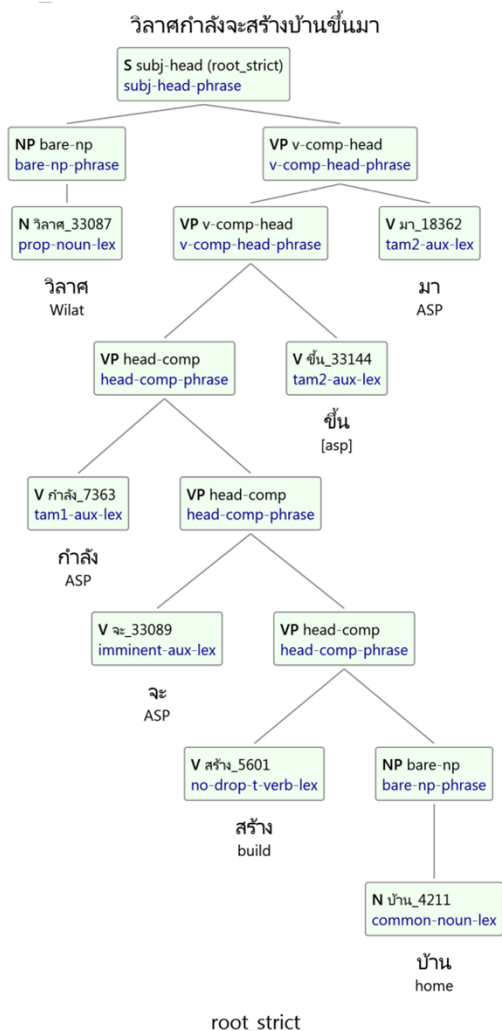 วิลาศกำลังจะสร้างบ้านขึ้นมา
S subj-head (root_strict)
subj-head-phrase
NP bare-np
bare-np-phrase
VP v-comp-head
v-comp-head-phrase
N วิลาศ_33087
prop-noun-lex
วิลาศ
Wilat
VP v-comp-head
v-comp-head-phrase
V มา_18362
tam2-aux-lex
มา
ASP
VP head-comp
head-comp-phrase
V ขึ้น_33144
tam2-aux-lex
ขึ้น
[asp]
V กำลัง_7363
tam1-aux-lex
กำลัง
ASP
VP head-comp
head-comp-phrase
V จะ_33089
imminent-aux-lex
จะ
ASP
VP head-comp
head-comp-phrase
V สร้าง_5601
no-drop-t-verb-lex
สร้าง
build
NP bare-np
bare-np-phrase
N บ้าน_4211
common-noun-lex
บ้าน
home
root_strict